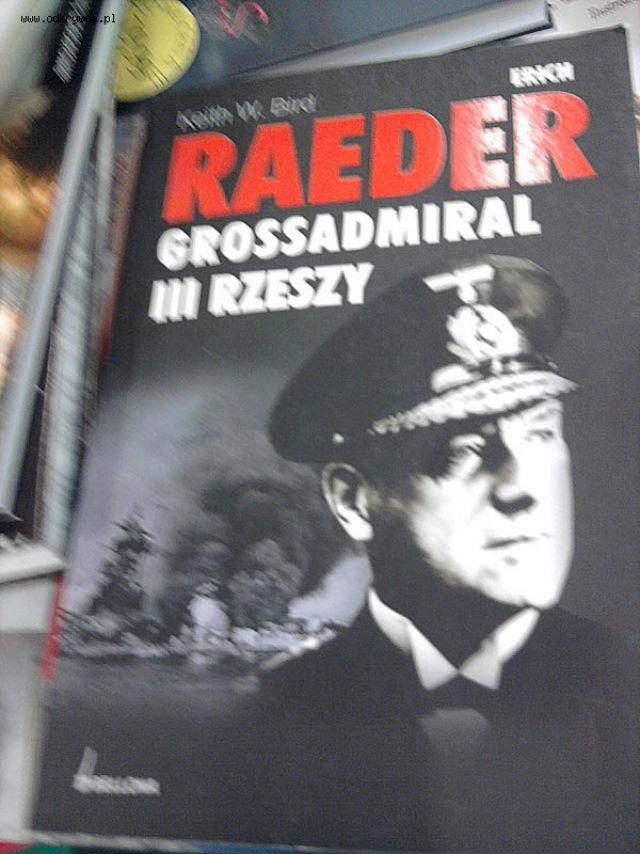 www.odkrywca.pl
Keith W. Bird
ERICH
RAEDER
GROSSADMIRAL
III RZESZY
BELLONA